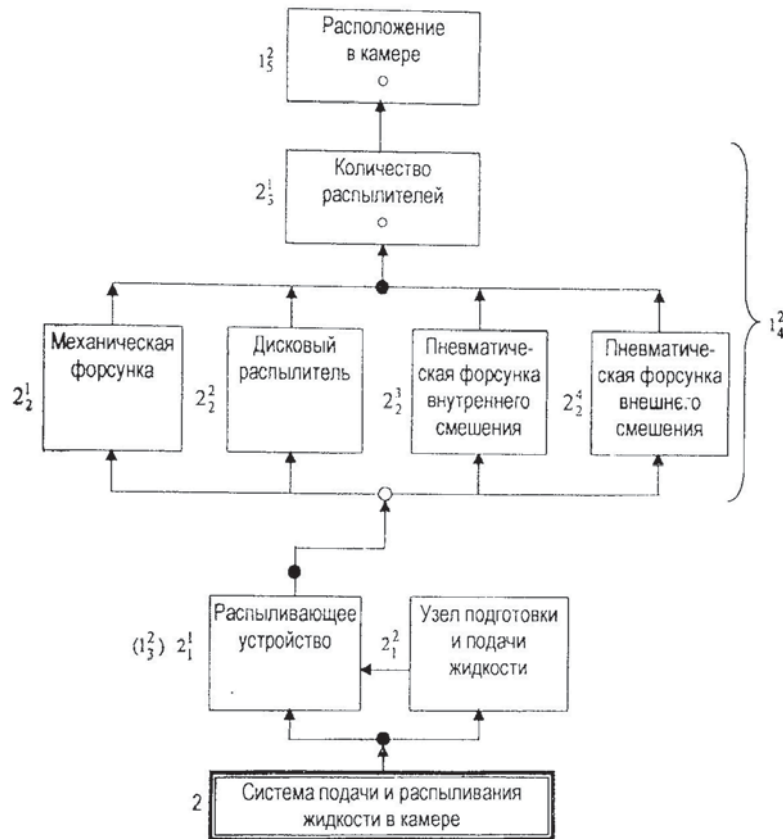 Расположение
в камере
1₅²
Количество
распылителей
2₃¹
1₄²
Механическая
форсунка
2₂¹
Дисковый
распылитель
2₂²
Пневматиче-
ская форсунка
внутреннего
смешения
2₂³
Пневматиче-
ская форсунка
внешнего
смешения
2₂⁴
Распыливающее
устройство
(1₃²) 2₁¹
Узел подготовки
и подачи
жидкости
2₁²
2
Система подачи и распыливания
жидкости в камере